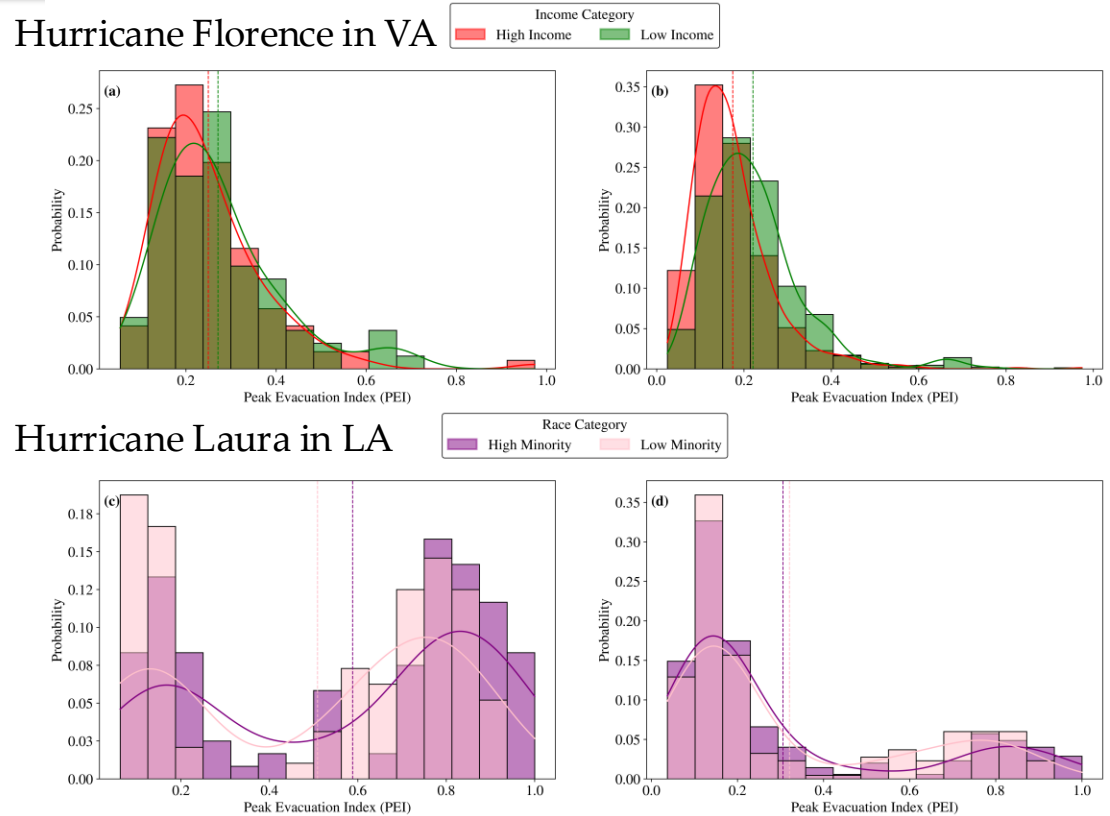 Hurricane Florence in VA
Income Category
High Income Low Income
(a)
0.25
0.20
0.15
0.10
0.05
0.00
Probability
0.2 0.4 0.6 0.8 1.0
Peak Evacuation Index (PEI)
(b)
0.35
0.30
0.25
0.20
0.15
0.10
0.05
0.00
Probability
0.0 0.2 0.4 0.6 0.8 1.0
Peak Evacuation Index (PEI)
Hurricane Laura in LA
Race Category
High Minority Low Minority
(c)
0.18
0.15
0.12
0.10
0.08
0.05
0.03
0.00
Probability
0.2 0.4 0.6 0.8 1.0
Peak Evacuation Index (PEI)
(d)
0.35
0.30
0.25
0.20
0.15
0.10
0.05
0.00
Probability
0.0 0.2 0.4 0.6 0.8 1.0
Peak Evacuation Index (PEI)